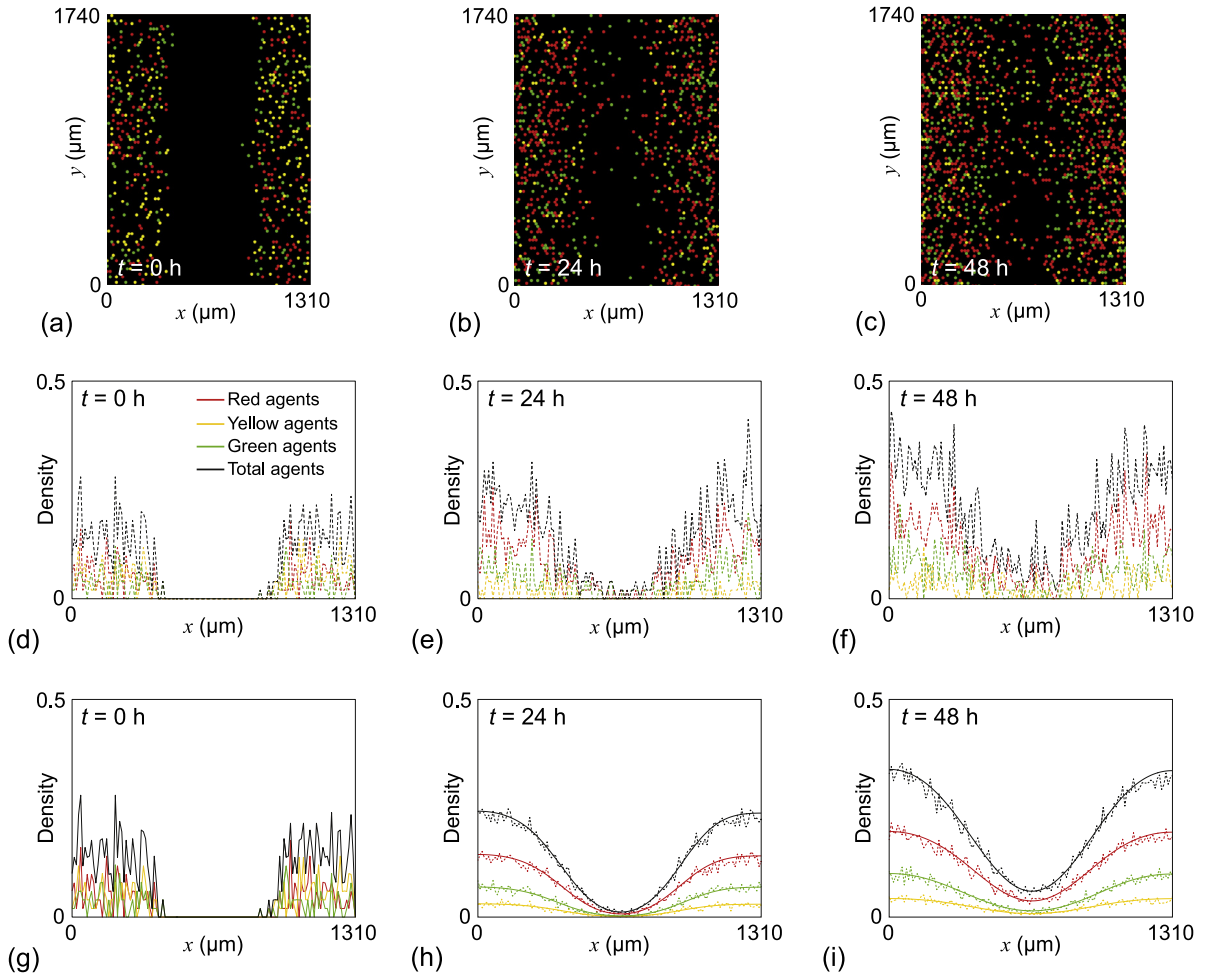 1740
y (μm)
0
t = 0 h
0
1310
x (μm)
(a)
1740
y (μm)
0
t = 24 h
0
1310
x (μm)
(b)
1740
y (μm)
0
t = 48 h
0
1310
x (μm)
(c)
0.5
Density
0
t = 0 h
Red agents
Yellow agents
Green agents
Total agents
0
1310
x (μm)
(d)
0.5
Density
0
t = 24 h
0
1310
x (μm)
(e)
0.5
Density
0
t = 48 h
0
1310
x (μm)
(f)
0.5
Density
0
t = 0 h
0
1310
x (μm)
(g)
0.5
Density
0
t = 24 h
0
1310
x (μm)
(h)
0.5
Density
0
t = 48 h
0
1310
x (μm)
(i)